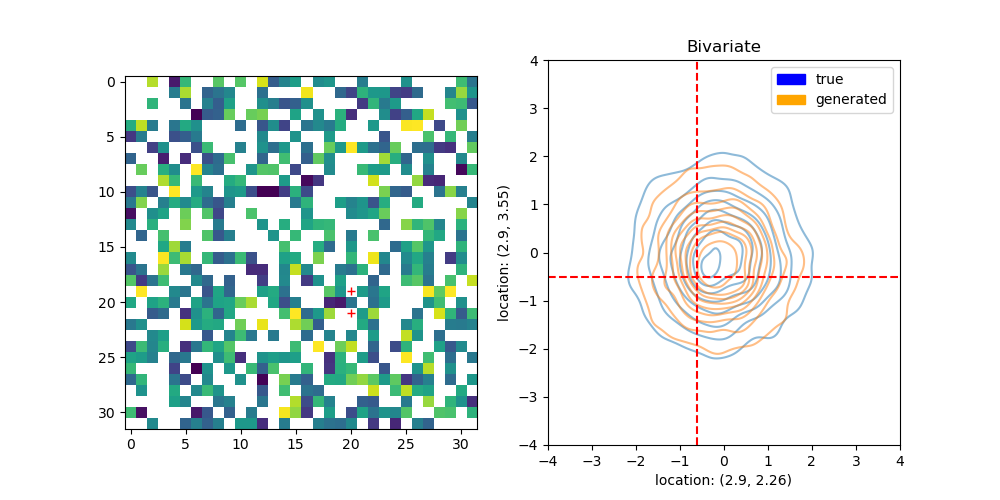 0
5
10
15
20
25
30
0 5 10 15 20 25 30
Bivariate
true
generated
4
3
2
1
0
−1
−2
−3
−4
−4 −3 −2 −1 0 1 2 3 4
location: (2.9, 3.55)
location: (2.9, 2.26)